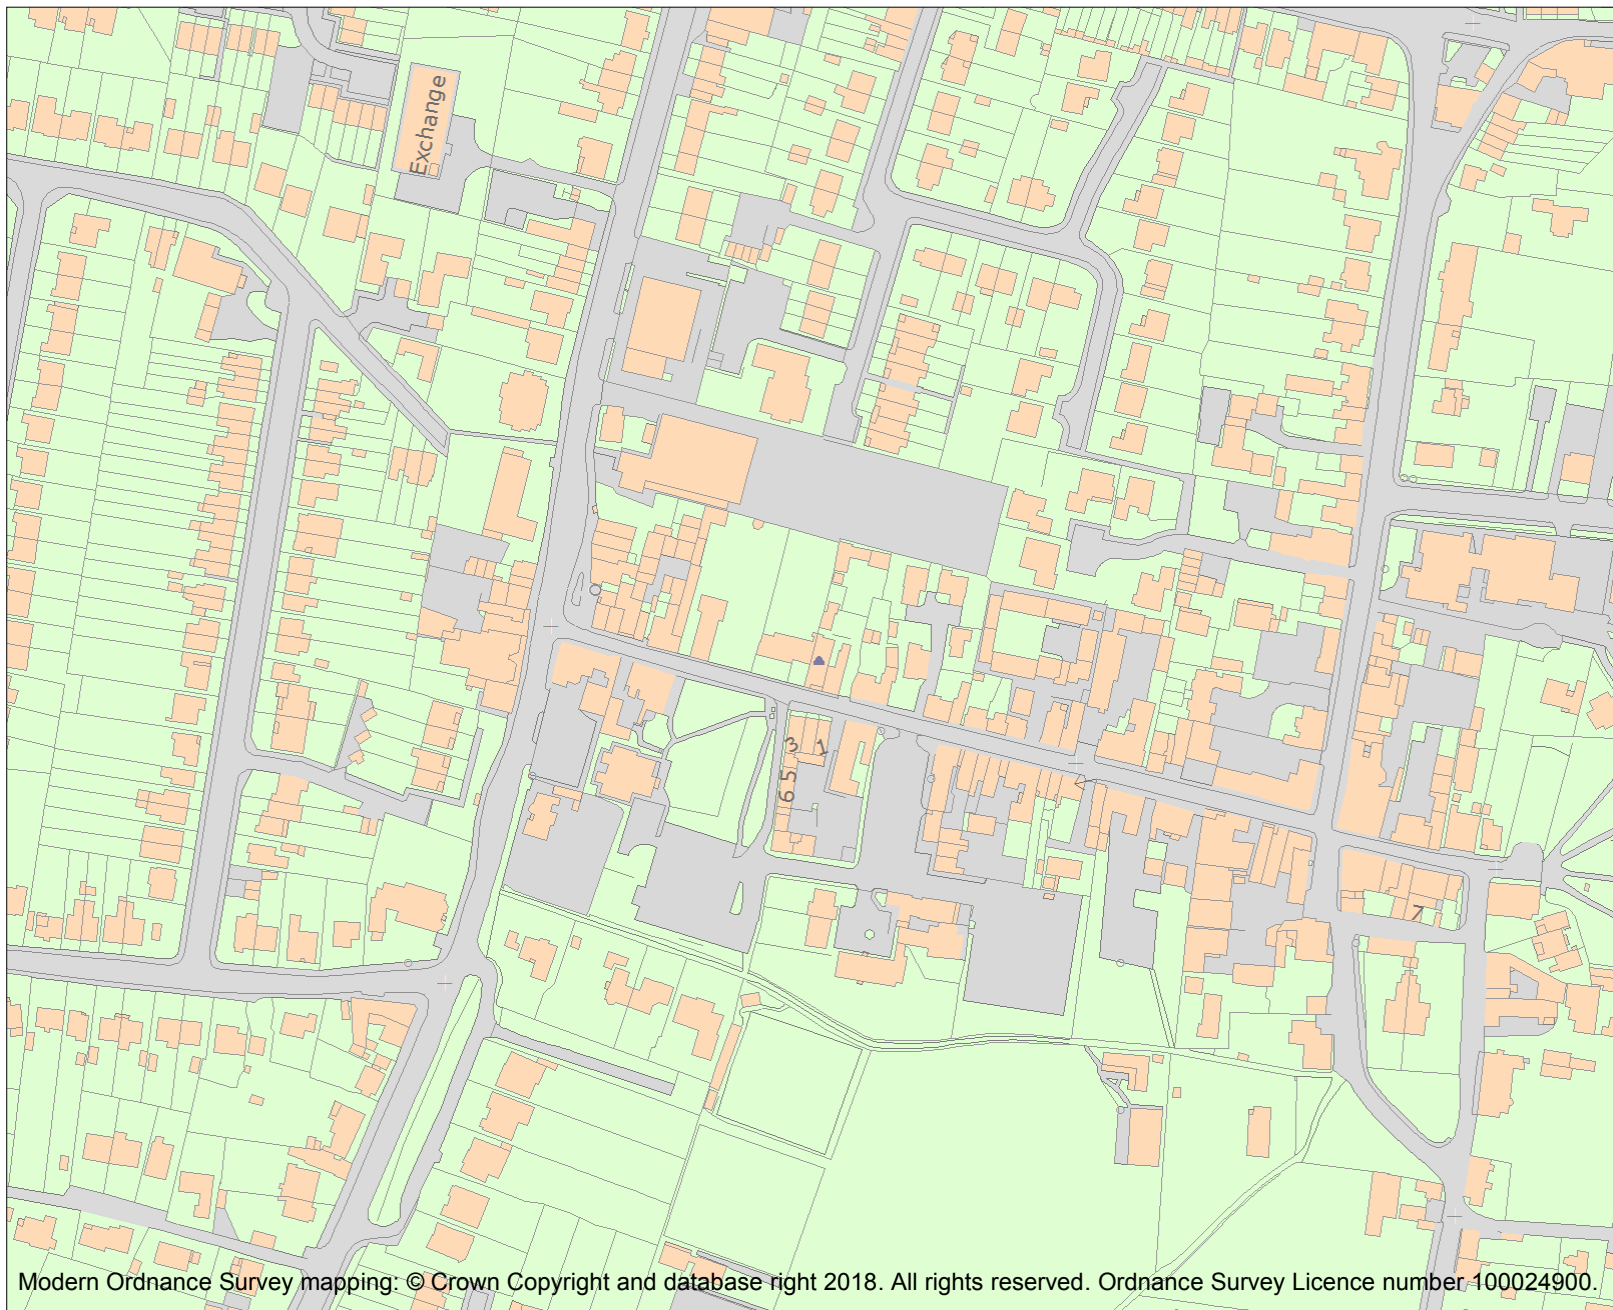 Exchange
3 1
6 5
7
Modern Ordnance Survey mapping: © Crown Copyright and database right 2018. All rights reserved. Ordnance Survey Licence number 100024900.